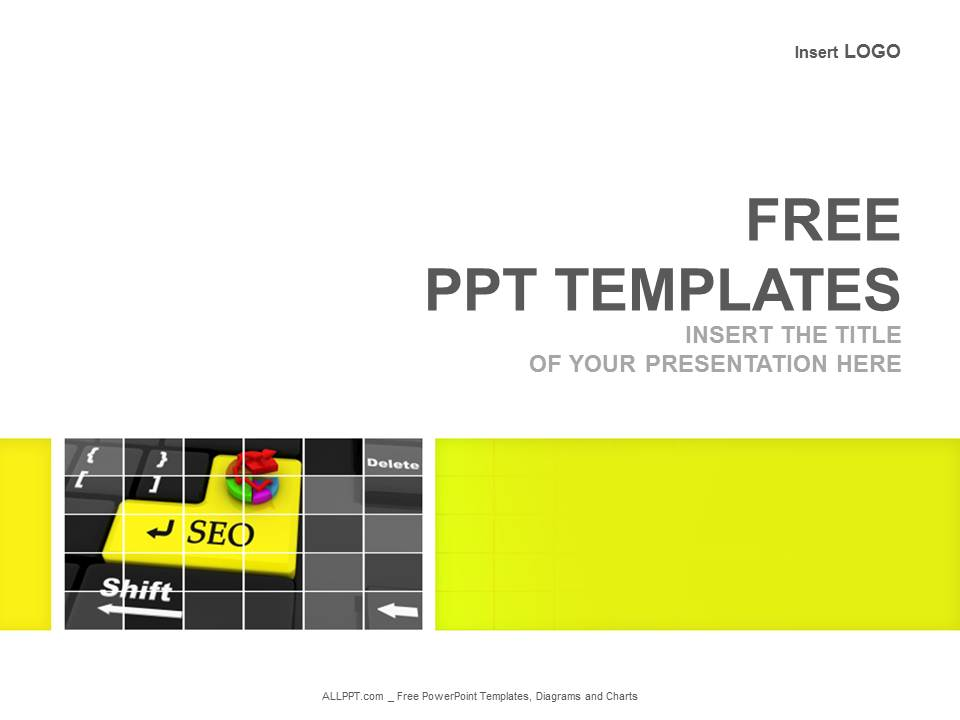 Insert LOGO
FREE
PPT TEMPLATES
INSERT THE TITLE
OF YOUR PRESENTATION HERE
{ }
Delete
[ ]
SEO
Shift
ALLPPT.com _ Free PowerPoint Templates, Diagrams and Charts